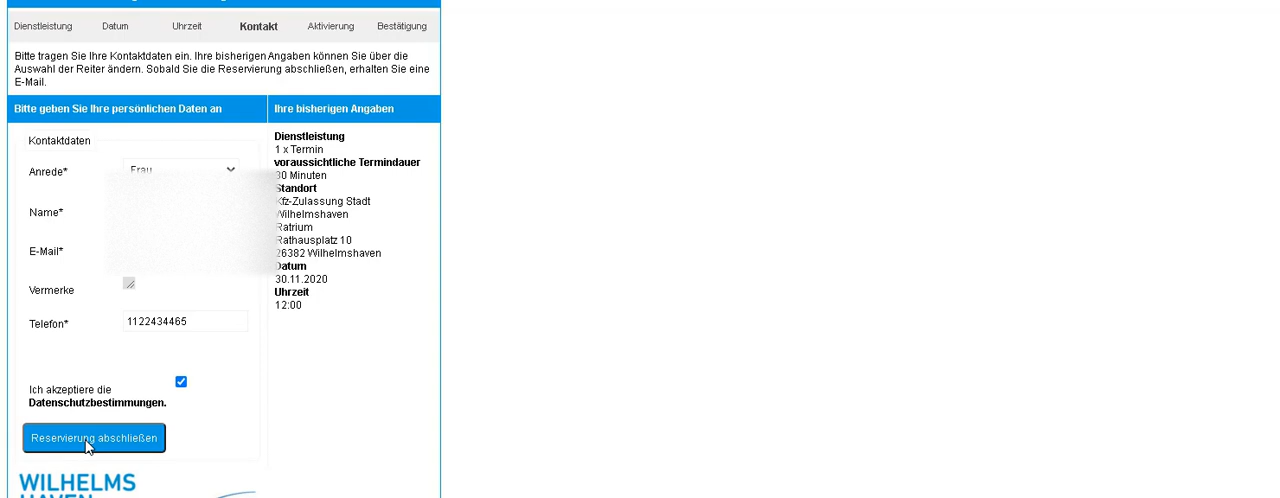 Dienstleistung Datum Uhrzeit Kontakt Aktivierung Bestätigung
Bitte tragen Sie Ihre Kontaktdaten ein. Ihre bisherigen Angaben können Sie über die
Auswahl der Reiter ändern. Sobald Sie die Reservierung abschließen, erhalten Sie eine
E-Mail.
Bitte geben Sie Ihre persönlichen Daten an
Kontaktdaten
Anrede* Frau
Name*
E-Mail*
Vermerke
Telefon* 1122434465
Ich akzeptiere die
Datenschutzbestimmungen.
Reservierung abschließen
Ihre bisherigen Angaben
Dienstleistung
1 x Termin
voraussichtliche Termindauer
30 Minuten
Standort
Kfz-Zulassung Stadt
Wilhelmshaven
Ratrium
Rathausplatz 10
26382 Wilhelmshaven
Datum
30.11.2020
Uhrzeit
12:00
WILHELMS
HAVEN